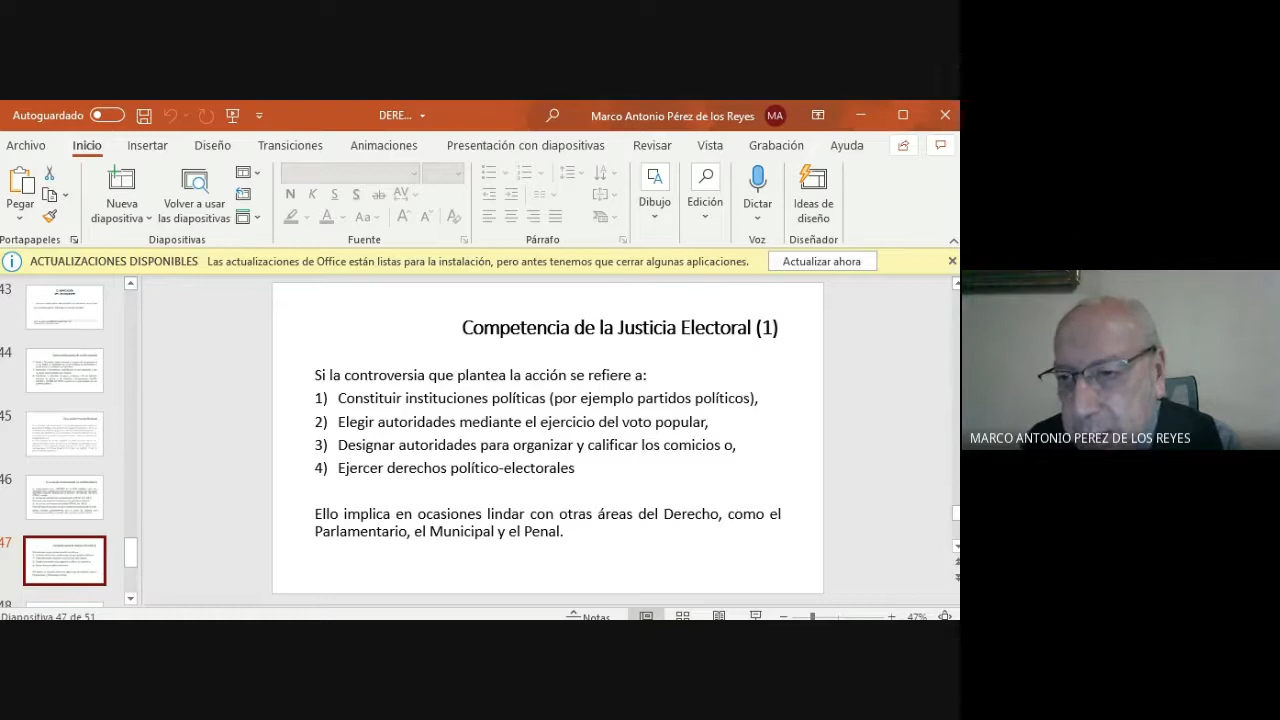 Autoguardado
DERE...
Marco Antonio Pérez de los Reyes
MA
Archivo Inicio Insertar Diseño Transiciones Animaciones Presentación con diapositivas Revisar Vista Grabación Ayuda
Pegar
Nueva diapositiva
Volver a usar las diapositivas
N K S S ab AV
Aa A A
Dibujo
Edición
Dictar
Ideas de diseño
Portapapeles Diapositivas Fuente Párrafo Voz Diseñador
ACTUALIZACIONES DISPONIBLES Las actualizaciones de Office están listas para la instalación, pero antes tenemos que cerrar algunas aplicaciones. Actualizar ahora
43
44
45
46
47
48
Competencia de la Justicia Electoral (1)
Si la controversia que plantea la acción se refiere a:
1) Constituir instituciones políticas (por ejemplo partidos políticos),
2) Elegir autoridades mediante el ejercicio del voto popular,
3) Designar autoridades para organizar y calificar los comicios o,
4) Ejercer derechos político-electorales
Ello implica en ocasiones lindar con otras áreas del Derecho, como el
Parlamentario, el Municipal y el Penal.
Diapositiva 47 de 51
Notas
47%
MARCO ANTONIO PEREZ DE LOS REYES